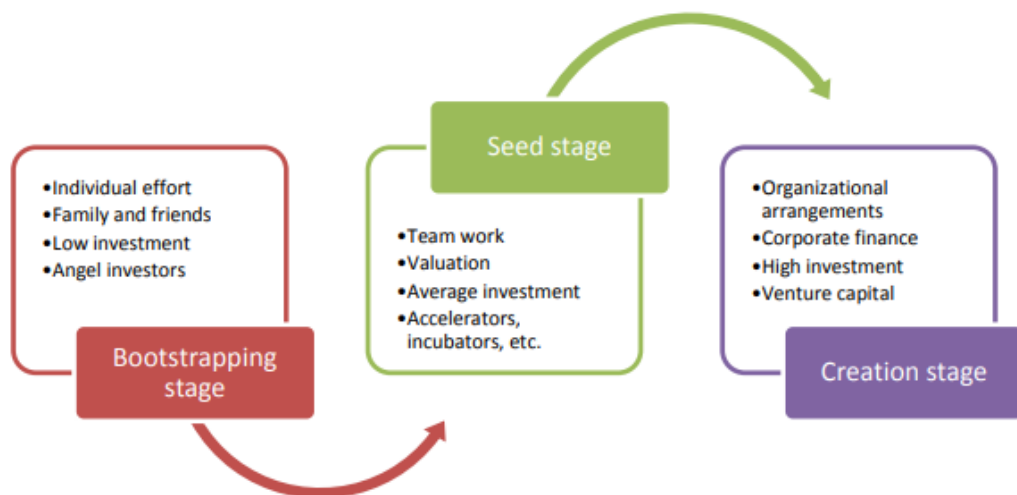 •Individual effort
•Family and friends
•Low investment
•Angel investors
Bootstrapping
stage
Seed stage
•Team work
•Valuation
•Average investment
•Accelerators,
incubators, etc.
•Organizational
arrangements
•Corporate finance
•High investment
•Venture capital
Creation stage